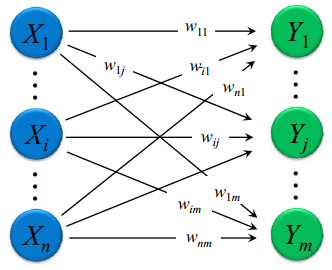 X₁ w₁₁ Y₁
w₁ⱼ wᵢ₁
wₙ₁
Xᵢ wᵢⱼ Yⱼ
w₁ₘ
wᵢₘ
Xₙ wₙₘ Yₘ